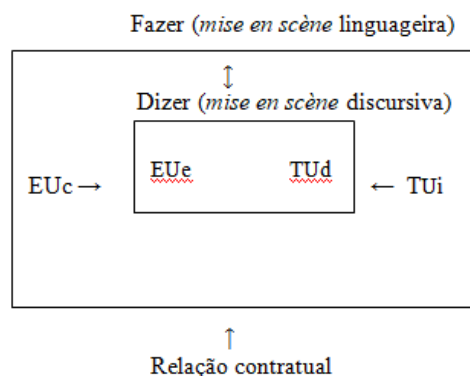 Fazer (mise en scène linguageira)
↕
Dizer (mise en scène discursiva)
EUc → EUe TUd ← TUi
↑
Relação contratual